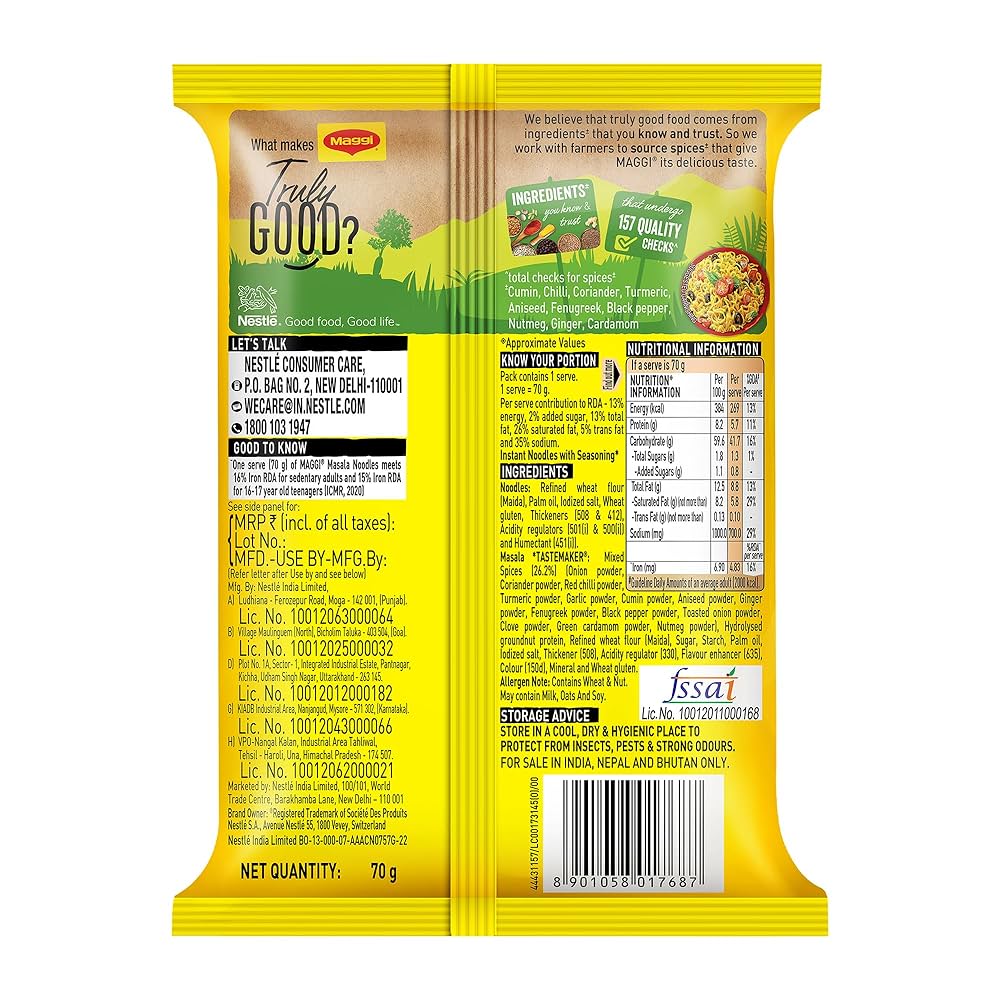 What makes Maggi
Truly
GOOD?
Nestlé. Good food, Good life™
We believe that truly good food comes from
ingredients‡ that you know and trust. So we
work with farmers to source spices‡ that give
MAGGI® its delicious taste.
INGREDIENTS‡
you know &
trust
that undergo
157 QUALITY
CHECKS^
^total checks for spices‡
‡Cumin, Chilli, Coriander, Turmeric,
Aniseed, Fenugreek, Black pepper,
Nutmeg, Ginger, Cardamom
LET'S TALK
NESTLÉ CONSUMER CARE,
P.O. BAG NO. 2, NEW DELHI-110001
WECARE@IN.NESTLE.COM
1800 103 1947
GOOD TO KNOW
One serve (70 g) of MAGGI® Masala Noodles meets
16% Iron RDA for sedentary adults and 15% Iron RDA
for 16-17 year old teenagers (ICMR, 2020)
See side panel for:
MRP ₹ (incl. of all taxes):
Lot No.:
MFD.-USE BY-MFG.By:
(Refer letter after Use by and see below)
Mfg. By: Nestlé India Limited,
A) Ludhiana - Ferozepur Road, Moga - 142 001, (Punjab).
Lic. No. 10012063000064
B) Village Maulinguem (North), Bicholim Taluka - 403 504, (Goa).
Lic. No. 10012025000032
D) Plot No. 1A, Sector - 1, Integrated Industrial Estate, Pantnagar,
Kichha, Udham Singh Nagar, Uttarakhand - 263 145.
Lic. No. 10012012000182
G) KIADB Industrial Area, Nanjangud, Mysore - 571 302, (Karnataka).
Lic. No. 10012043000066
H) VPO-Nangal Kalan, Industrial Area Tahliwal,
Tehsil - Haroli, Una, Himachal Pradesh - 174 507.
Lic. No. 10012062000021
Marketed by: Nestlé India Limited, 100/101, World
Trade Centre, Barakhamba Lane, New Delhi - 110 001
Brand Owner: ®Registered Trademark of Société Des Produits
Nestlé S.A., Avenue Nestlé 55, 1800 Vevey, Switzerland
Nestlé India Limited BO-13-000-07-AAACN0757G-22
NET QUANTITY: 70 g
*Approximate Values
KNOW YOUR PORTION
Find out more
Pack contains 1 serve.
1 serve = 70 g.
Per serve contribution to RDA - 13%
energy, 2% added sugar, 13% total
fat, 26% saturated fat, 5% trans fat
and 35% sodium.
Instant Noodles with Seasoning*
INGREDIENTS
Noodles: Refined wheat flour
(Maida), Palm oil, Iodized salt, Wheat
gluten, Thickeners (508 & 412),
Acidity regulators (501(i) & 500(i))
and Humectant (451(i)).
Masala "TASTEMAKER": Mixed
Spices (26.2%) (Onion powder,
Coriander powder, Red chilli powder,
Turmeric powder, Garlic powder, Cumin powder, Aniseed powder, Ginger
powder, Fenugreek powder, Black pepper powder, Toasted onion powder,
Clove powder, Green cardamom powder, Nutmeg powder), Hydrolysed
groundnut protein, Refined wheat flour (Maida), Sugar, Starch, Palm oil,
Iodized salt, Thickener (508), Acidity regulator (330), Flavour enhancer (635),
Colour (150d), Mineral and Wheat gluten.
Allergen Note: Contains Wheat & Nut.
May contain Milk, Oats And Soy.
NUTRITIONAL INFORMATION
If a serve is 70 g
NUTRITION* INFORMATION Per 100 g Per serve %GDA# Per serve
Energy (kcal) 384 269 13%
Protein (g) 8.2 5.7 11%
Carbohydrate (g) 59.6 41.7 16%
-Total Sugars (g) 1.8 1.3 1%
-Added Sugars (g) 1.1 0.8 -
Total Fat (g) 12.5 8.8 13%
-Saturated Fat (g) (not more than) 8.2 5.8 29%
-Trans Fat (g) (not more than) 0.13 0.10 -
Sodium (mg) 1000.0 700.0 29%
%RDA per serve
Iron (mg) 6.90 4.83 16%
#Guideline Daily Amounts of an average adult (2000 kcal)
fssai
Lic. No. 10012011000168
STORAGE ADVICE
STORE IN A COOL, DRY & HYGIENIC PLACE TO
PROTECT FROM INSECTS, PESTS & STRONG ODOURS.
FOR SALE IN INDIA, NEPAL AND BHUTAN ONLY.
44431157/LC00173145(0)/00
8 901058 017687